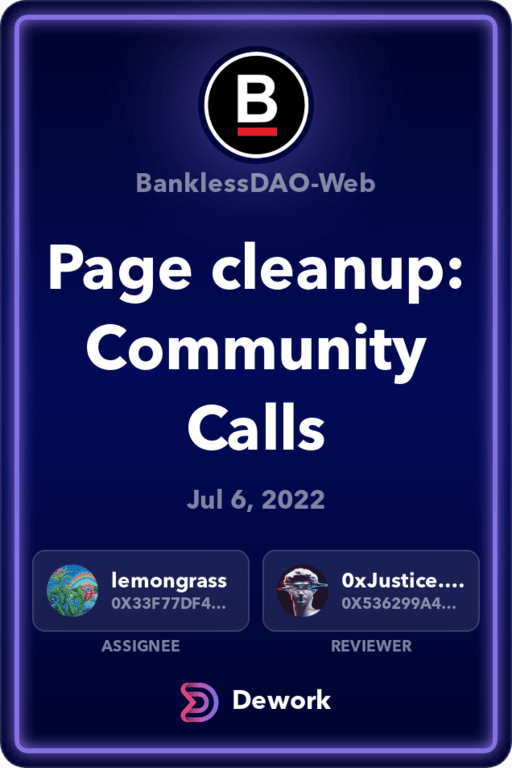 B
BanklessDAO-Web
Page cleanup:
Community
Calls
Jul 6, 2022
lemongrass
0X33F77DF4...
ASSIGNEE
0xJustice....
0X536299A4...
REVIEWER
Dework